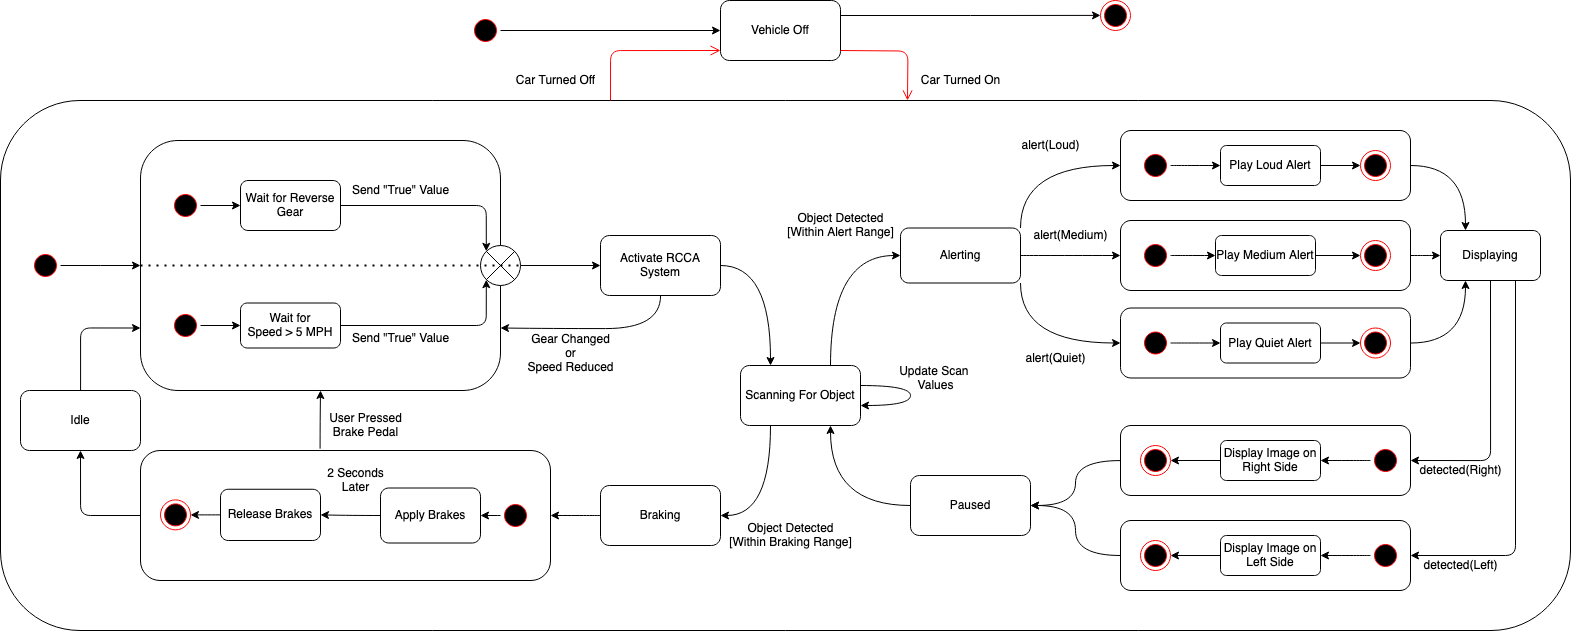 Vehicle Off
Car Turned Off
Car Turned On
Wait for Reverse
Gear
Send "True" Value
Wait for
Speed > 5 MPH
Send "True" Value
Activate RCCA
System
Gear Changed
or
Speed Reduced
Object Detected
[Within Alert Range]
Alerting
alert(Loud)
Play Loud Alert
alert(Medium)
Play Medium Alert
alert(Quiet)
Play Quiet Alert
Displaying
Scanning For Object
Update Scan
Values
Idle
User Pressed
Brake Pedal
2 Seconds
Later
Release Brakes
Apply Brakes
Braking
Object Detected
[Within Braking Range]
Paused
Display Image on
Right Side
detected(Right)
Display Image on
Left Side
detected(Left)